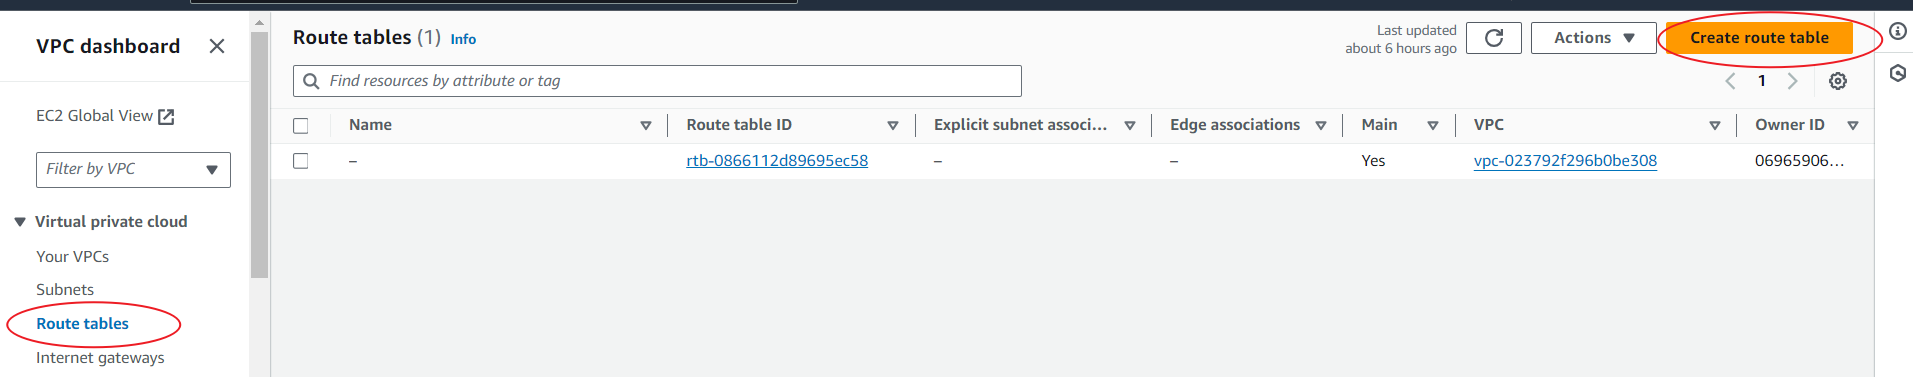 VPC dashboard
EC2 Global View
Filter by VPC
Virtual private cloud
Your VPCs
Subnets
Route tables
Internet gateways
Route tables (1) Info
Last updated
about 6 hours ago
Actions
Create route table
Find resources by attribute or tag
1
Name Route table ID Explicit subnet associ... Edge associations Main VPC Owner ID
– rtb-0866112d89695ec58 – – Yes vpc-023792f296b0be308 06965906...